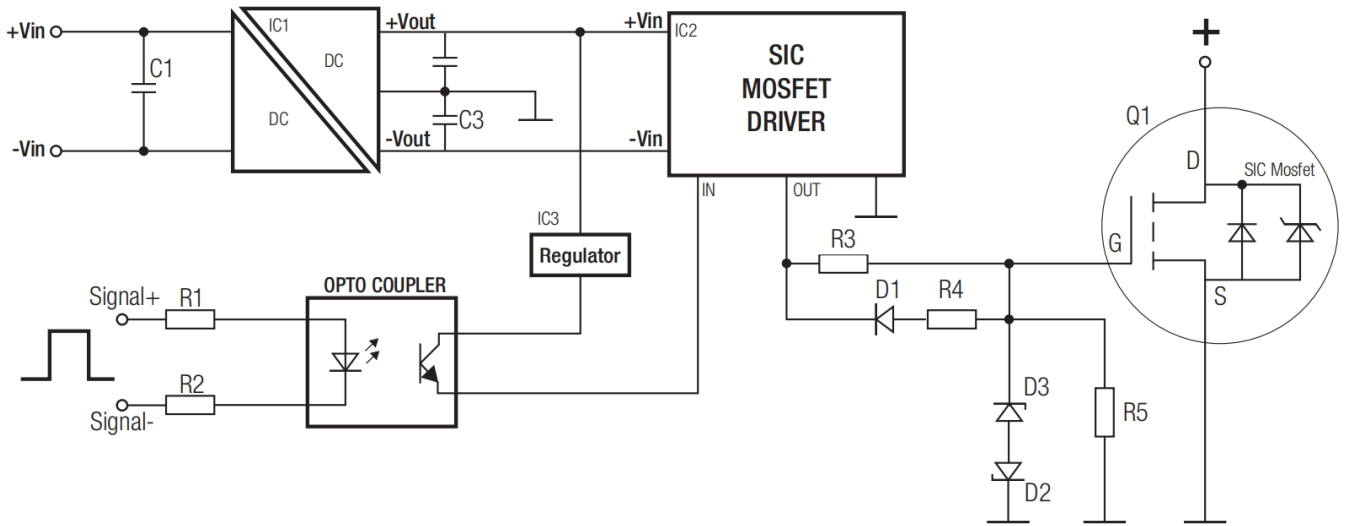 +Vin
-Vin
C1
IC1
DC
DC
+Vout
-Vout
C3
+Vin
-Vin
IC2
SIC
MOSFET
DRIVER
IN
OUT
IC3
Regulator
OPTO COUPLER
Signal+
R1
R2
Signal-
R3
D1
R4
D3
D2
R5
+
Q1
D
SIC Mosfet
G
S